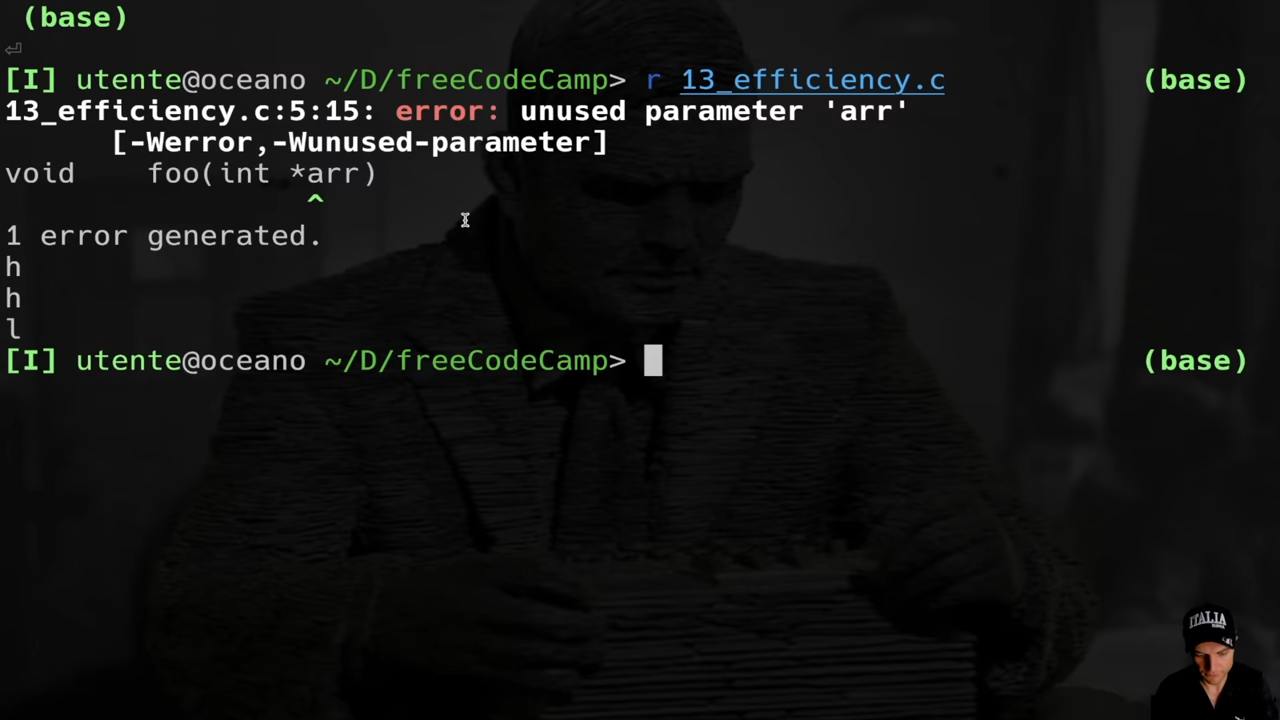 (base)
⏎
[I] utente@oceano ~/D/freeCodeCamp> r 13_efficiency.c (base)
13_efficiency.c:5:15: error: unused parameter 'arr'
      [-Werror,-Wunused-parameter]
void    foo(int *arr)
                 ^
1 error generated.
h
h
l
[I] utente@oceano ~/D/freeCodeCamp> (base)
ITALIA